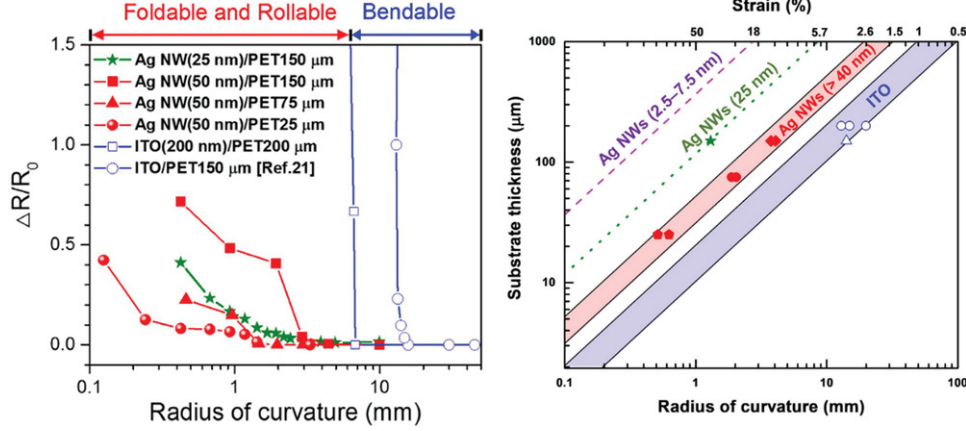 Foldable and Rollable Bendable
1.5
1.0
0.5
0.0
ΔR/R0
Ag NW(25 nm)/PET150 μm
Ag NW(50 nm)/PET150 μm
Ag NW(50 nm)/PET75 μm
Ag NW(50 nm)/PET25 μm
ITO(200 nm)/PET200 μm
ITO/PET150 μm [Ref.21]
0.1 1 10
Radius of curvature (mm)
Strain (%)
50 18 5.7 2.6 1.5 1 0.5
1000
100
10
Substrate thickness (μm)
Ag NWs (2.5–7.5 nm)
Ag NWs (25 nm)
Ag NWs (> 40 nm)
ITO
0.1 1 10 100
Radius of curvature (mm)